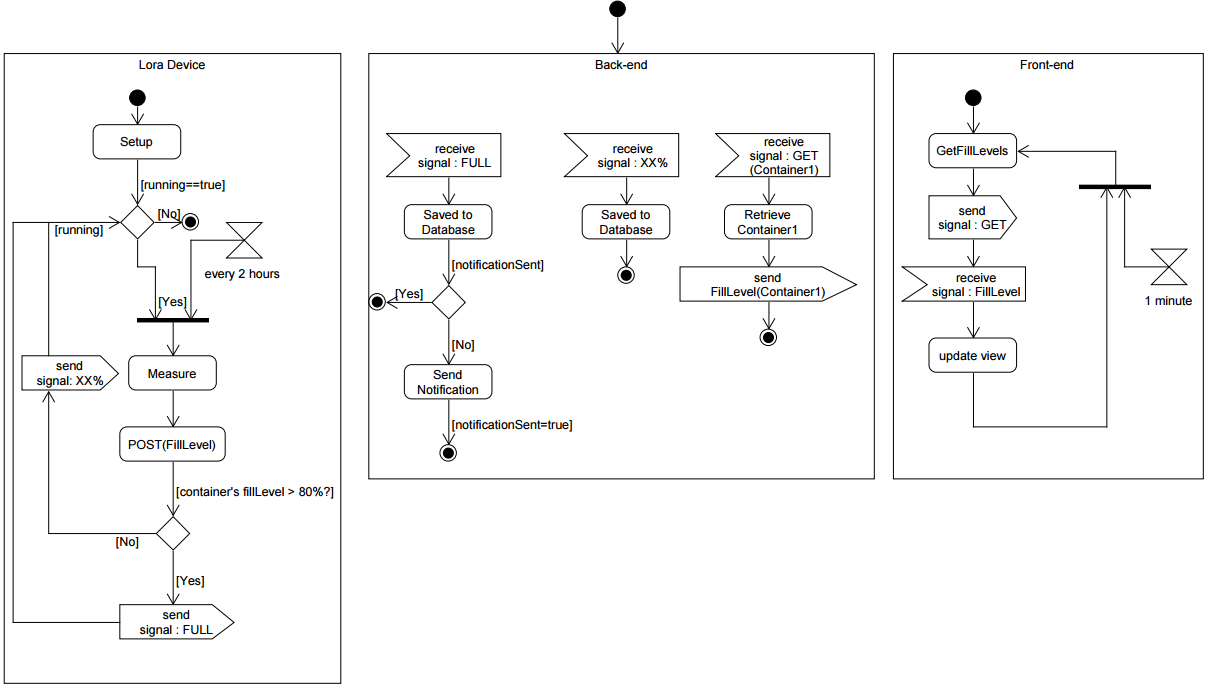 Lora Device
Setup
[running==true]
[No]
[running]
every 2 hours
[Yes]
send
signal: XX%
Measure
POST(FillLevel)
[container's fillLevel > 80%?]
[No]
[Yes]
send
signal : FULL
Back-end
receive
signal : FULL
Saved to
Database
[notificationSent]
[Yes]
[No]
Send
Notification
[notificationSent=true]
receive
signal : XX%
Saved to
Database
receive
signal : GET
(Container1)
Retrieve
Container1
send
FillLevel(Container1)
Front-end
GetFillLevels
send
signal : GET
receive
signal : FillLevel
1 minute
update view